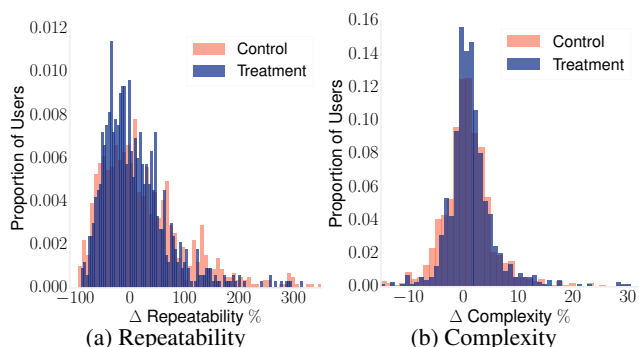 0.012
0.010
0.008
0.006
0.004
0.002
0.000
Proportion of Users
Control
Treatment
−100 0 100 200 300
Δ Repeatability %
(a) Repeatability
0.16
0.14
0.12
0.10
0.08
0.06
0.04
0.02
0.00
Proportion of Users
Control
Treatment
−10 0 10 20 30
Δ Complexity %
(b) Complexity